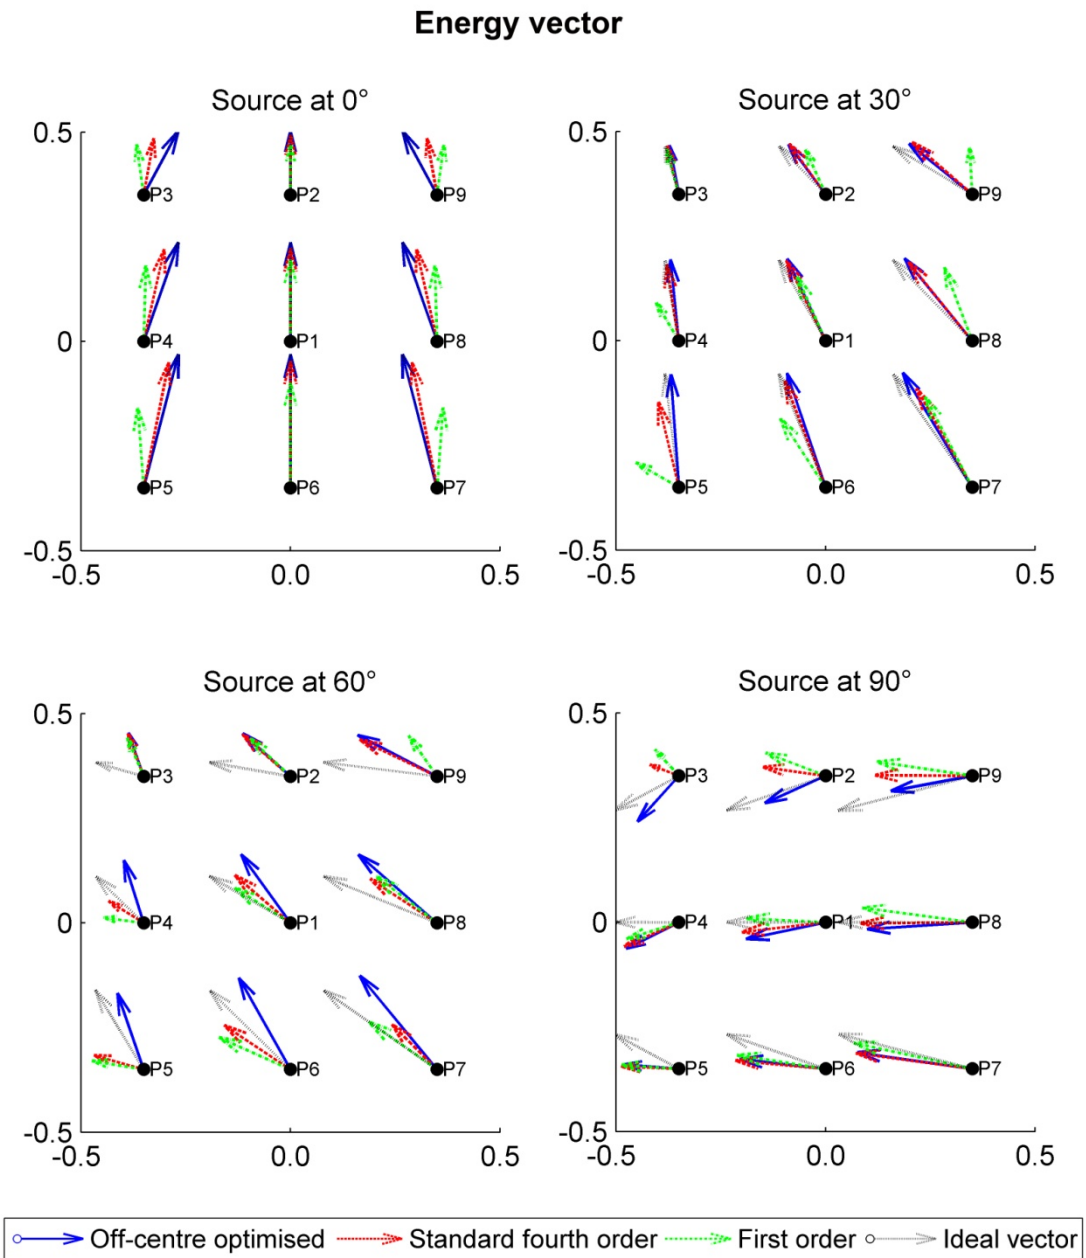 Energy vector
Source at 0°
Source at 30°
0.5
P3 P2 P9
P4 P1 P8
0
P5 P6 P7
-0.5
-0.5 0.0 0.5
0.5
P3 P2 P9
P4 P1 P8
0
P5 P6 P7
-0.5
-0.5 0.0 0.5
Source at 60°
Source at 90°
0.5
P3 P2 P9
P4 P1 P8
0
P5 P6 P7
-0.5
-0.5 0.0 0.5
0.5
P3 P2 P9
P4 P1 P8
0
P5 P6 P7
-0.5
-0.5 0.0 0.5
Off-centre optimised Standard fourth order First order Ideal vector